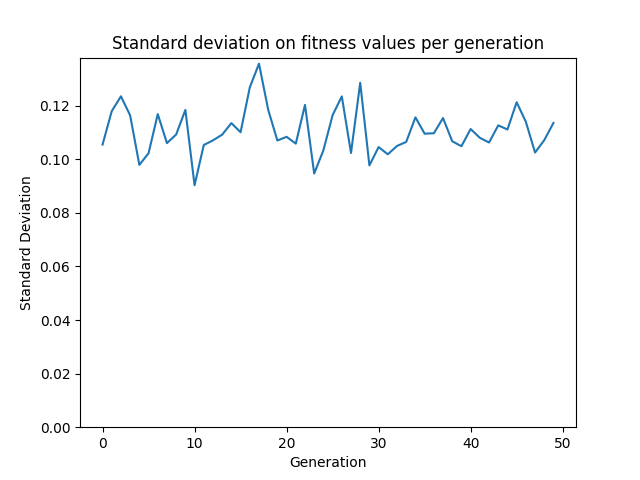 Standard deviation on fitness values per generation
Standard Deviation
0.12
0.10
0.08
0.06
0.04
0.02
0.00
0 10 20 30 40 50
Generation